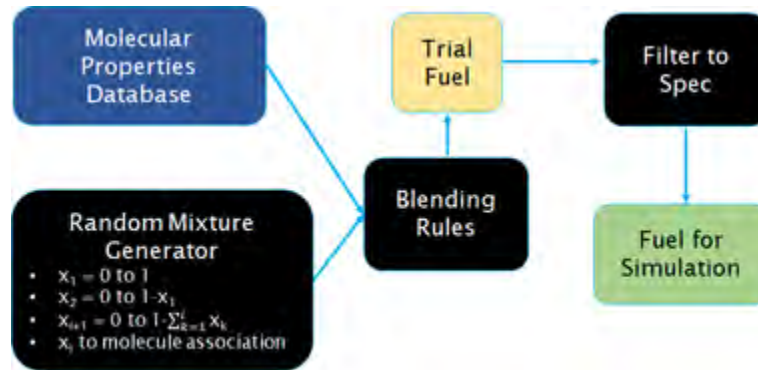 Molecular
Properties
Database
Trial
Fuel
Filter to
Spec
Random Mixture
Generator
• x₁ = 0 to 1
• x₂ = 0 to 1-x₁
• xᵢ₊₁ = 0 to 1-∑ᵢₖ₌₁ xₖ
• xᵢ to molecule association
Blending
Rules
Fuel for
Simulation